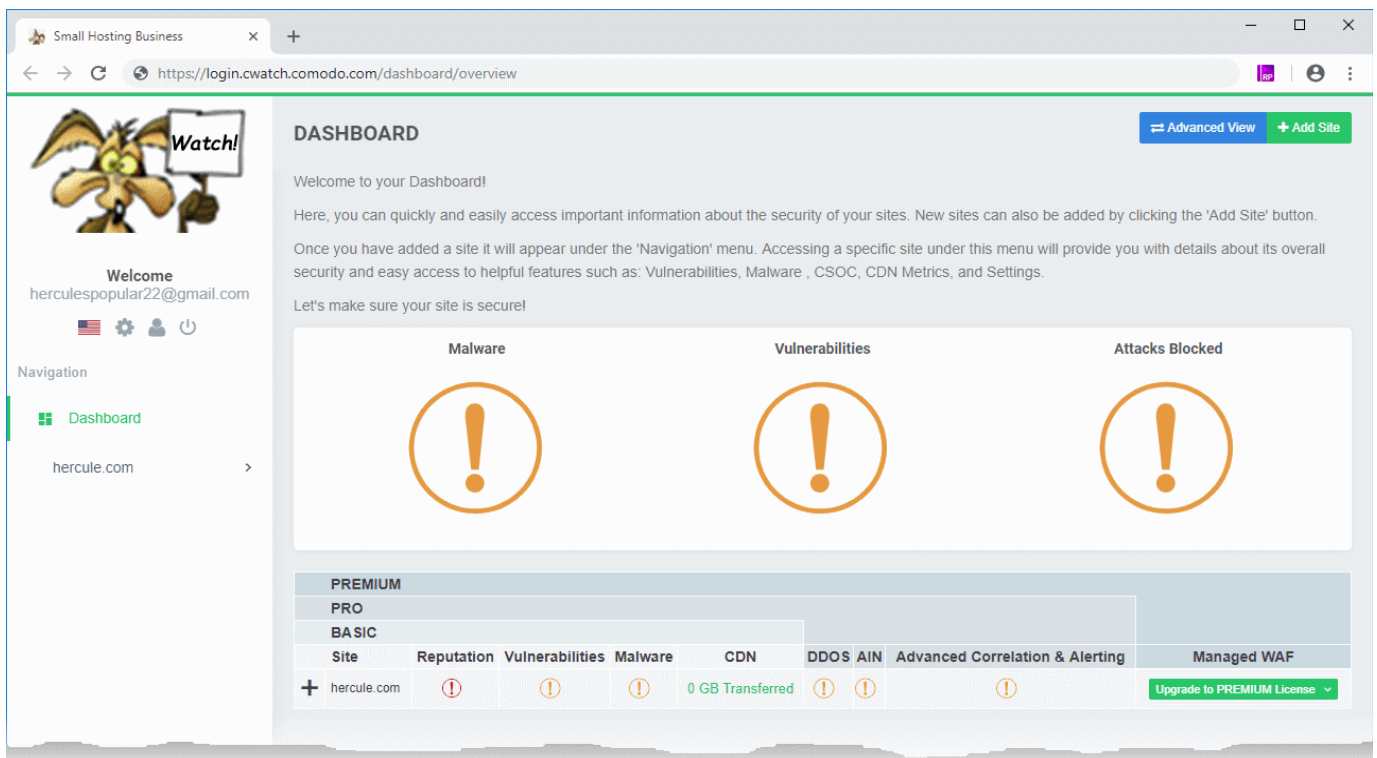 Small Hosting Business
https://login.cwatch.comodo.com/dashboard/overview
RP
Watch!
Welcome
herculespopular22@gmail.com
Navigation
Dashboard
hercule.com
DASHBOARD
Advanced View
Add Site
Welcome to your Dashboard!
Here, you can quickly and easily access important information about the security of your sites. New sites can also be added by clicking the 'Add Site' button.
Once you have added a site it will appear under the 'Navigation' menu. Accessing a specific site under this menu will provide you with details about its overall
security and easy access to helpful features such as: Vulnerabilities, Malware , CSOC, CDN Metrics, and Settings.
Let's make sure your site is secure!
Malware Vulnerabilities Attacks Blocked
PREMIUM
PRO
BASIC
Site Reputation Vulnerabilities Malware CDN DDOS AIN Advanced Correlation & Alerting Managed WAF
hercule.com 0 GB Transferred Upgrade to PREMIUM License